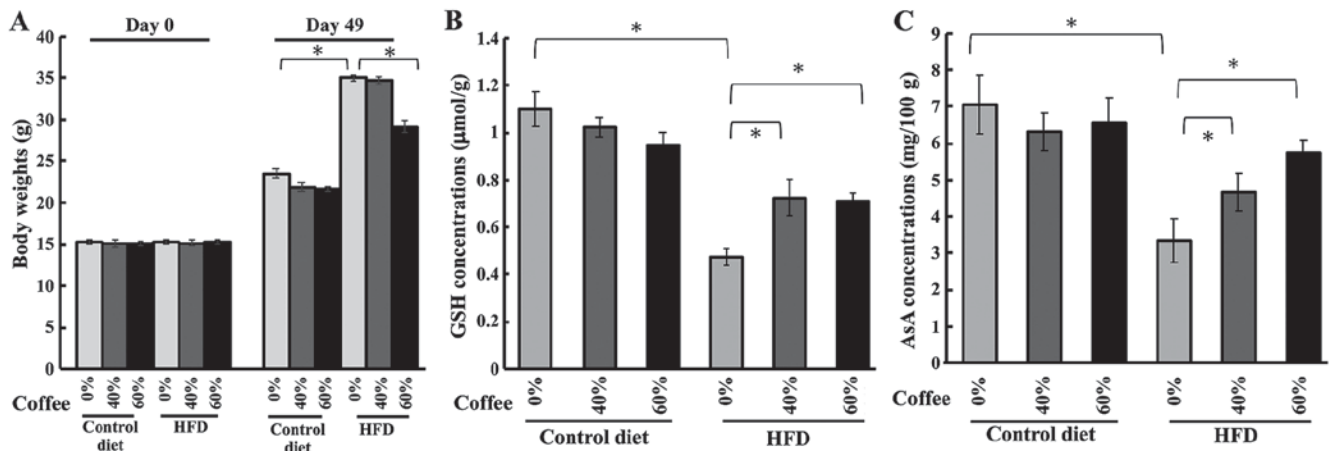 A
Day 0
Day 49
Body weights (g)
40
35
30
25
20
15
10
5
0
*
*
Coffee
0%
40%
60%
0%
40%
60%
0%
40%
60%
0%
40%
60%
Control
diet
HFD
Control
diet
HFD
B
GSH concentrations (μmol/g)
1.4
1.2
1
0.8
0.6
0.4
0.2
0
*
*
*
Coffee
0%
40%
60%
0%
40%
60%
Control diet
HFD
C
AsA concentrations (mg/100 g)
9
8
7
6
5
4
3
2
1
0
*
*
*
Coffee
0%
40%
60%
0%
40%
60%
Control diet
HFD